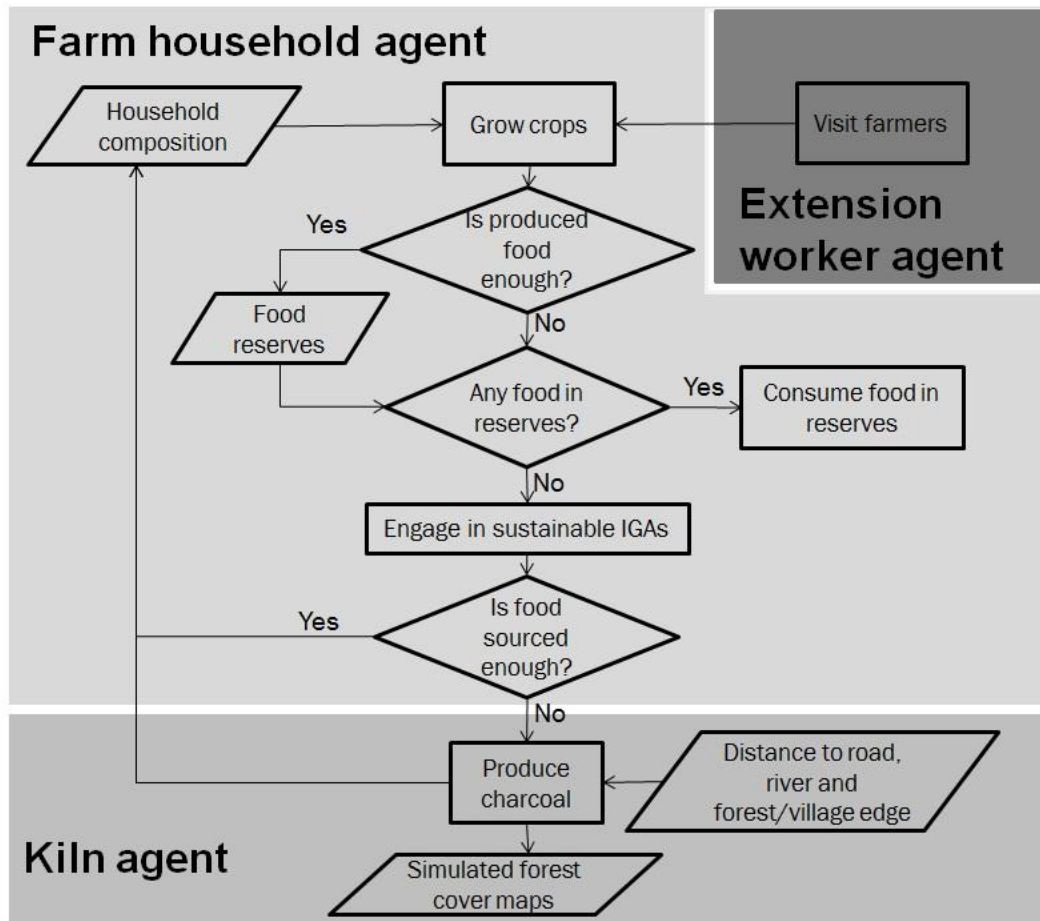 Farm household agent
Household
composition
Grow crops
Visit farmers
Extension
worker agent
Yes
Is produced
food
enough?
Food
reserves
No
Any food in
reserves?
Yes
Consume food in
reserves
No
Engage in sustainable IGAs
Yes
Is food
sourced
enough?
No
Produce
charcoal
Distance to road,
river and
forest/village edge
Kiln agent
Simulated forest
cover maps